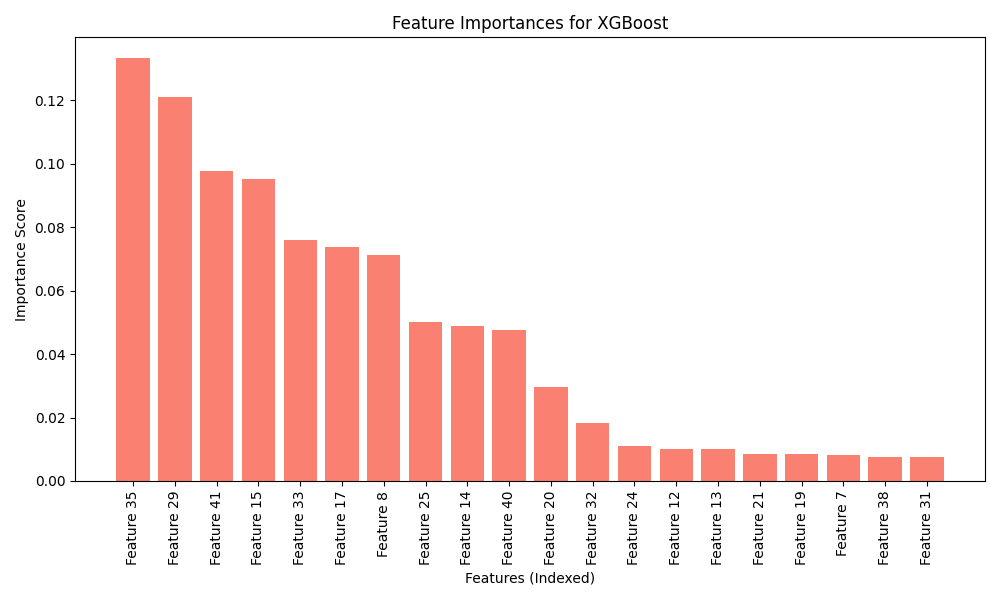 Feature Importances for XGBoost
Importance Score
0.12
0.10
0.08
0.06
0.04
0.02
0.00
Feature 35
Feature 29
Feature 41
Feature 15
Feature 33
Feature 17
Feature 8
Feature 25
Feature 14
Feature 40
Feature 20
Feature 32
Feature 24
Feature 12
Feature 13
Feature 21
Feature 19
Feature 7
Feature 38
Feature 31
Features (Indexed)